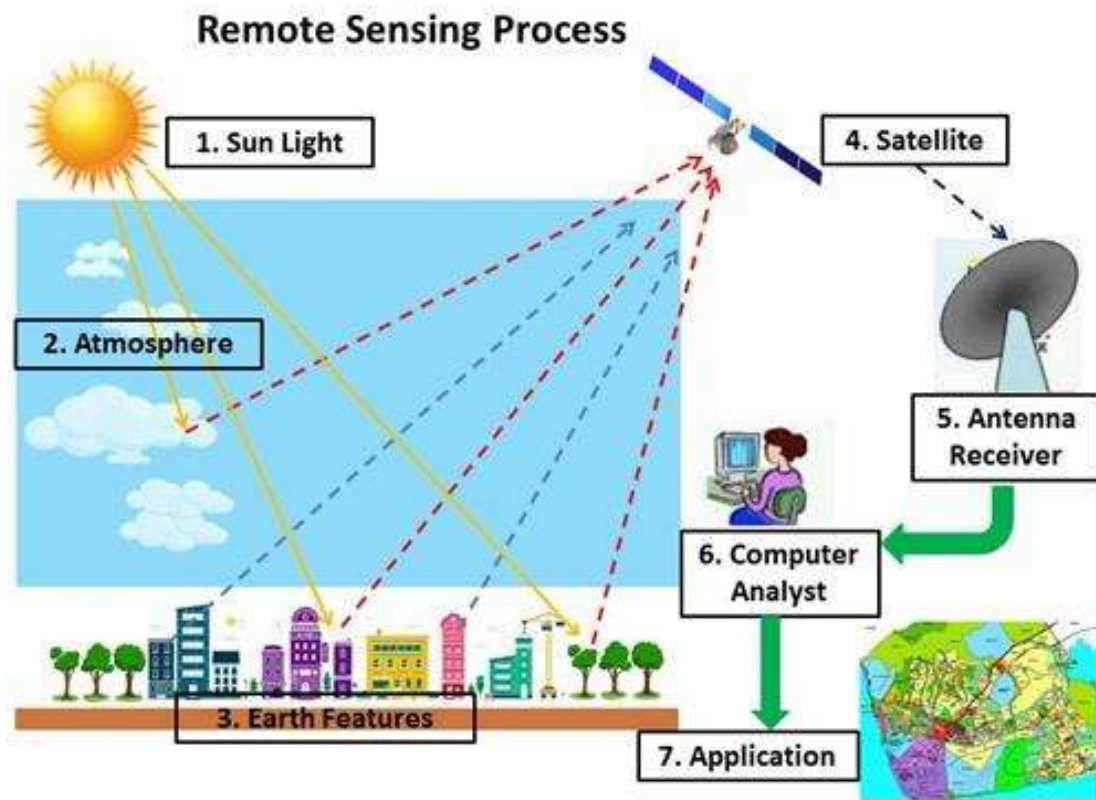 Remote Sensing Process
1. Sun Light
4. Satellite
2. Atmosphere
5. Antenna
Receiver
6. Computer
Analyst
3. Earth Features
7. Application